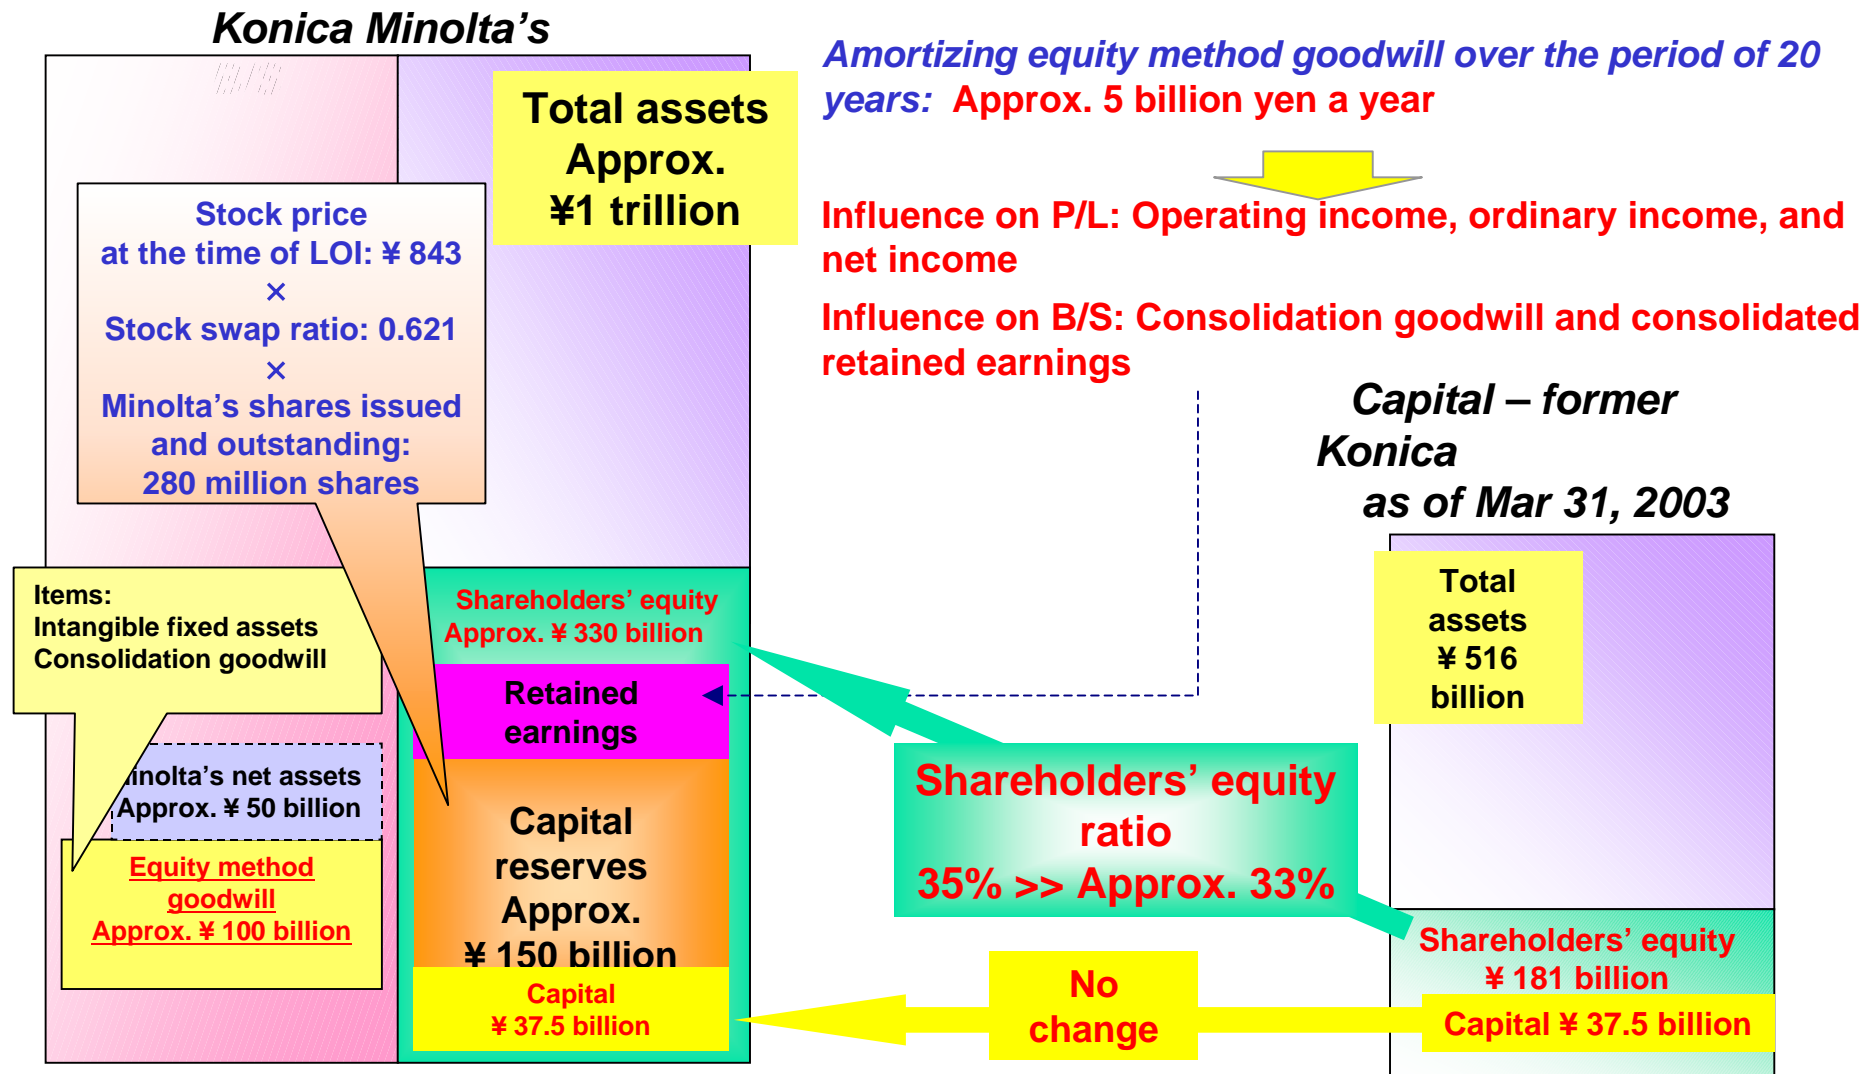 Konica Minolta’s
B/S
Total assets
Approx.
¥1 trillion
Stock price
at the time of LOI: ¥ 843
×
Stock swap ratio: 0.621
×
Minolta’s shares issued
and outstanding:
280 million shares
Items:
Intangible fixed assets
Consolidation goodwill
Minolta’s net assets
Approx. ¥ 50 billion
Equity method
goodwill
Approx. ¥ 100 billion
Shareholders’ equity
Approx. ¥ 330 billion
Retained
earnings
Capital
reserves
Approx.
¥ 150 billion
Capital
¥ 37.5 billion
Amortizing equity method goodwill over the period of 20
years: Approx. 5 billion yen a year
Influence on P/L: Operating income, ordinary income, and
net income
Influence on B/S: Consolidation goodwill and consolidated
retained earnings
Capital – former
Konica
as of Mar 31, 2003
Total
assets
¥ 516
billion
Shareholders’ equity
ratio
35% >> Approx. 33%
Shareholders’ equity
¥ 181 billion
No
change
Capital ¥ 37.5 billion